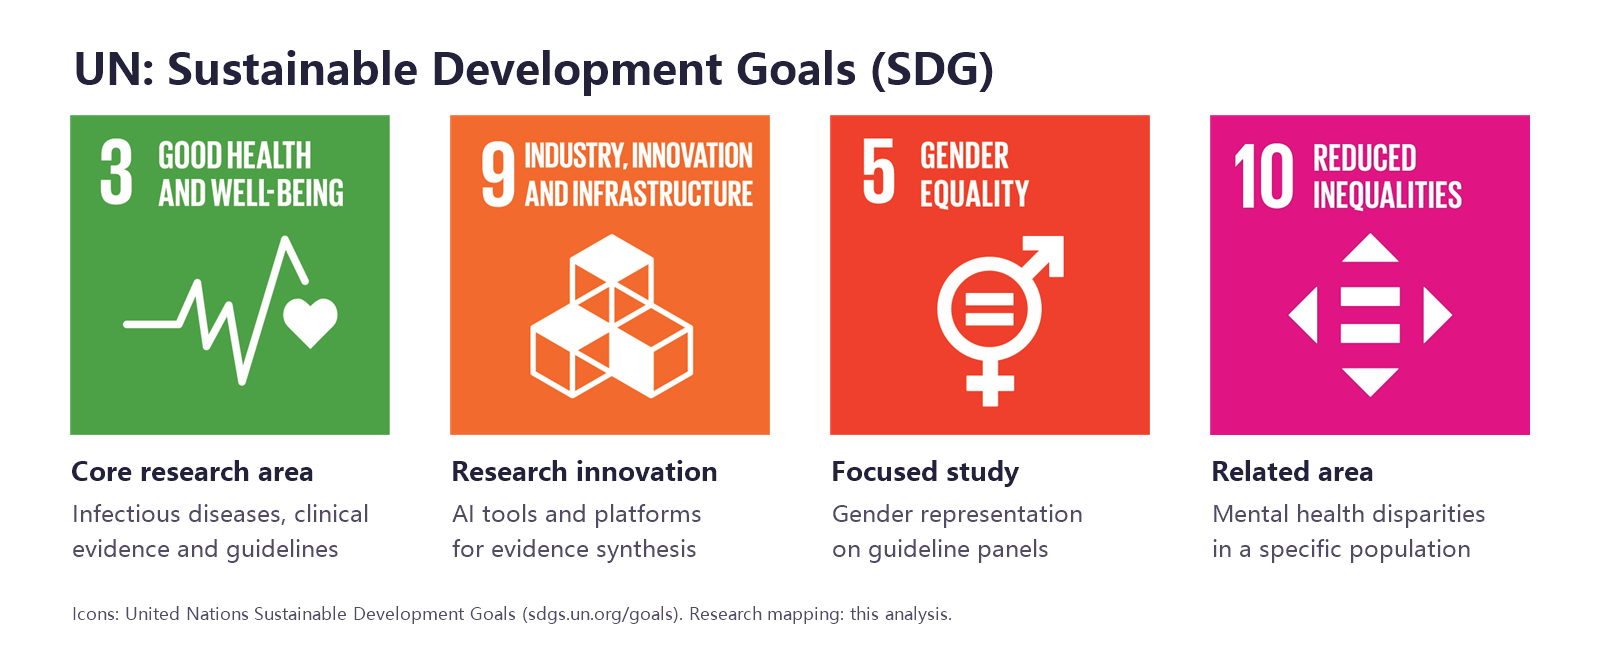 UN: Sustainable Development Goals (SDG)
3 GOOD HEALTH
AND WELL-BEING
9 INDUSTRY, INNOVATION
AND INFRASTRUCTURE
5 GENDER
EQUALITY
10 REDUCED
INEQUALITIES
Core research area
Infectious diseases, clinical
evidence and guidelines
Research innovation
AI tools and platforms
for evidence synthesis
Focused study
Gender representation
on guideline panels
Related area
Mental health disparities
in a specific population
Icons: United Nations Sustainable Development Goals (sdgs.un.org/goals). Research mapping: this analysis.